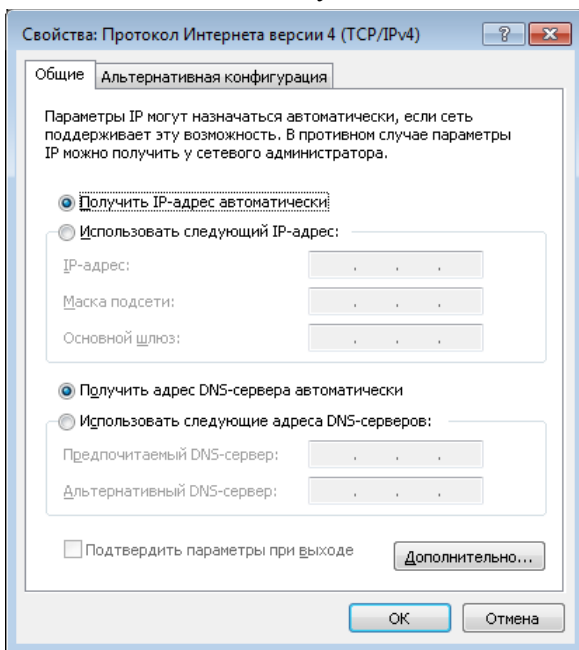 Свойства: Протокол Интернета версии 4 (TCP/IPv4)
Общие Альтернативная конфигурация
Параметры IP могут назначаться автоматически, если сеть
поддерживает эту возможность. В противном случае параметры
IP можно получить у сетевого администратора.
Получить IP-адрес автоматически
Использовать следующий IP-адрес:
IP-адрес:
Маска подсети:
Основной шлюз:
Получить адрес DNS-сервера автоматически
Использовать следующие адреса DNS-серверов:
Предпочитаемый DNS-сервер:
Альтернативный DNS-сервер:
Подтвердить параметры при выходе
Дополнительно...
ОК Отмена